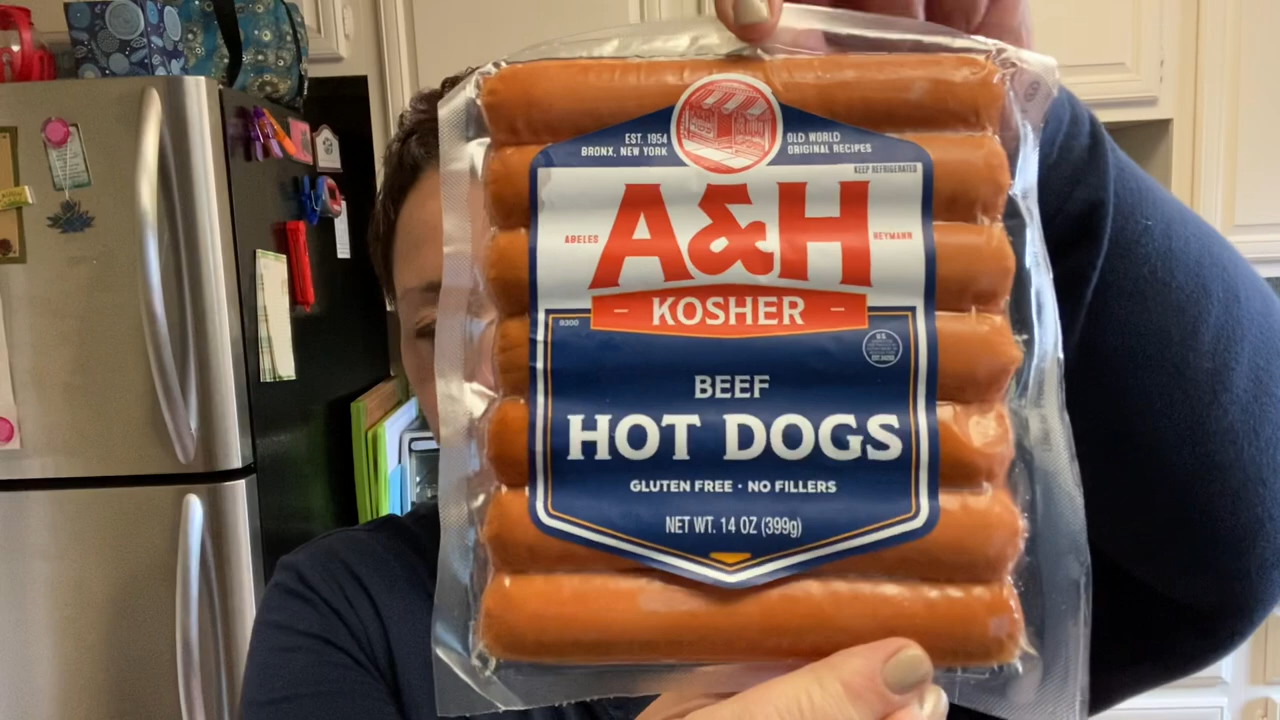 EST. 1954
BRONX, NEW YORK
OLD WORLD
ORIGINAL RECIPES
KEEP REFRIGERATED
A&H
ABELES
HEYMANN
- KOSHER -
BEEF
HOT DOGS
GLUTEN FREE · NO FILLERS
NET WT. 14 OZ (399g)